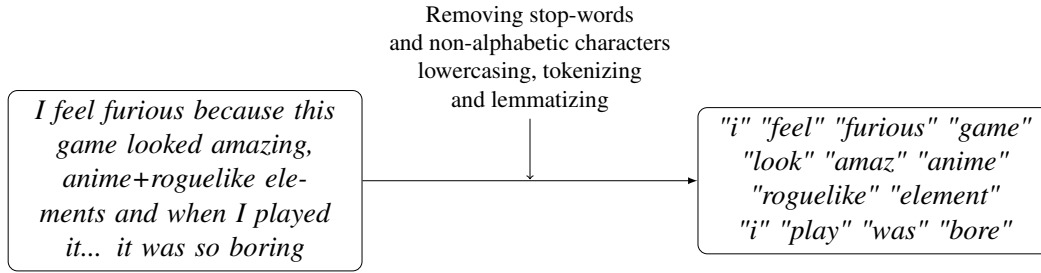 Removing stop-words
and non-alphabetic characters
lowercasing, tokenizing
and lemmatizing
I feel furious because this
game looked amazing,
anime+roguelike ele-
ments and when I played
it... it was so boring
"i" "feel" "furious" "game"
"look" "amaz" "anime"
"roguelike" "element"
"i" "play" "was" "bore"